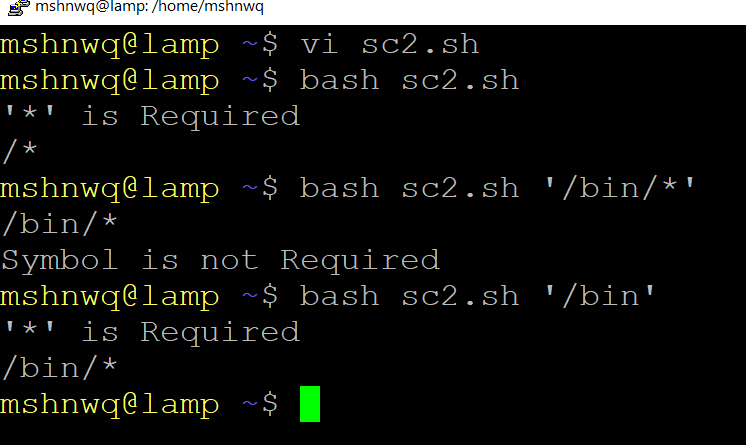 mshnwq@lamp: /home/mshnwq
mshnwq@lamp ~$ vi sc2.sh
mshnwq@lamp ~$ bash sc2.sh
'*' is Required
/*
mshnwq@lamp ~$ bash sc2.sh '/bin/*'
/bin/*
Symbol is not Required
mshnwq@lamp ~$ bash sc2.sh '/bin'
'*' is Required
/bin/*
mshnwq@lamp ~$